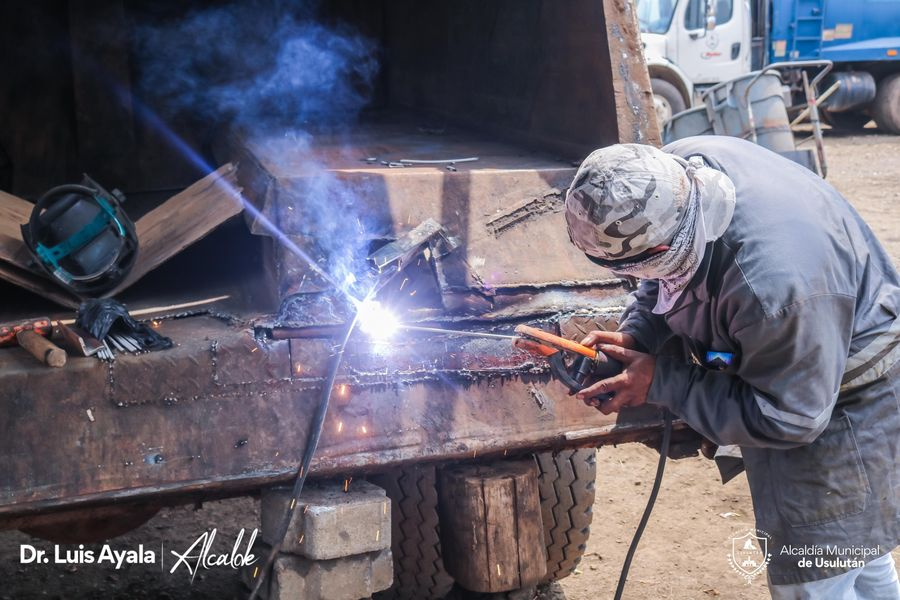 Dr. Luis Ayala | Alcalde
Alcaldía Municipal
de Usulután